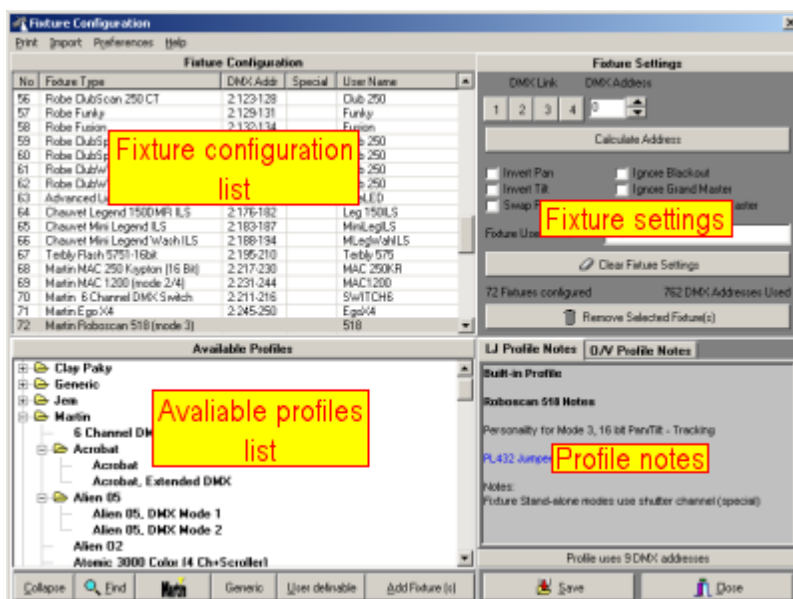 Fixture Configuration
Print Import Preferences Help
Fixture Configuration
No Fixture Type DMX Addr Special User Name
56 Robe ClubScan 250 CT 2:123-128 Club 250
57 Robe Funky 2:129-131 Funky
58 Robe Fusion 2:132-134 Fusion
59 Robe 250
60 Robe 250
61 Robe 250
62 Robe 250
63 Advanced
64 Chauvet Legend 150DMR ILS 2:176-182 Leg 150ILS
65 Chauvet Mini Legend ILS 2:183-187 MiniLegILS
66 Chauvet Mini Legend Wash ILS 2:188-194 MLegWahILS
67 Terbly Flash 575I-16bit 2:195-210 Terbly 575
68 Martin MAC 250 Krypton (16 Bit) 2:217-230 MAC 250KR
69 Martin MAC 1200 (mode 2/4) 2:231-244 MAC1200
70 Martin 6 Channel DMX Switch 2:211-216 SWITCH6
71 Martin Ego X4 2:245-250 EgoX4
72 Martin Roboscan 518 (mode 3) 518
Fixture configuration
list
Fixture Settings
DMX Link DMX Address
1 2 3 4 0
Calculate Address
Invert Pan Ignore Blackout
Invert Tilt Ignore Grand Master
Swap
Fixture settings
Fixture
Clear Fixture Settings
72 Fixtures configured 762 DMX Addresses Used
Remove Selected Fixture(s)
Available Profiles
Clay Paky
Generic
Jem
Martin
6 Channel
Acrobat
Acrobat
Acrobat, Extended DMX
Alien 05
Alien 05, DMX Mode 1
Alien 05, DMX Mode 2
Alien 02
Atomic 3000 Color (4 Ch+Scroller)
Avaliable profiles
list
Collapse Find Martin Generic User definable Add Fixture (s)
LJ Profile Notes O/V Profile Notes
Built-in Profile
Roboscan 518 Notes
Personality for Mode 3, 16 bit Pan/Tilt - Tracking
PL432 Jumper
Profile notes
Notes:
Fixture Stand-alone modes use shutter channel (special)
Profile uses 9 DMX addresses
Save Close